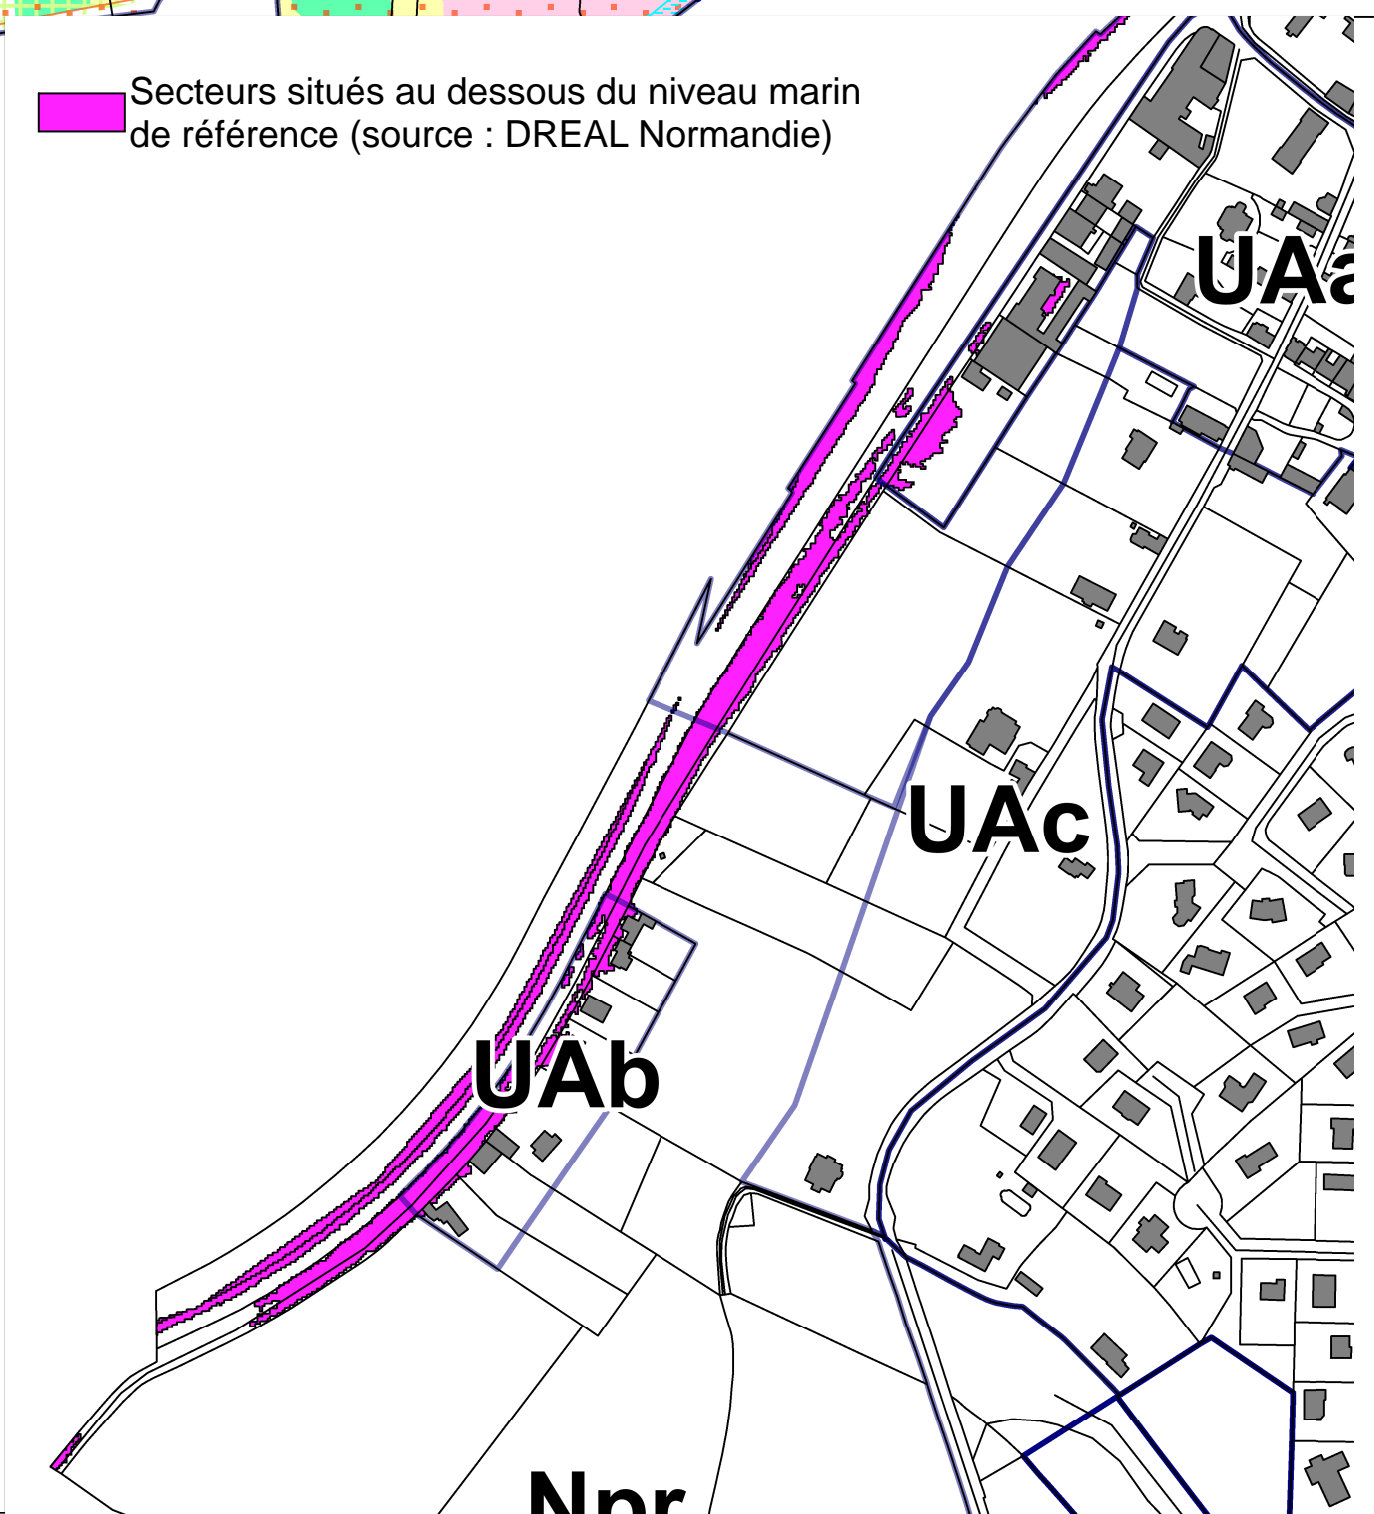 Secteurs situés au dessous du niveau marin
de référence (source : DREAL Normandie)
UAa
UAc
UAb
Npr